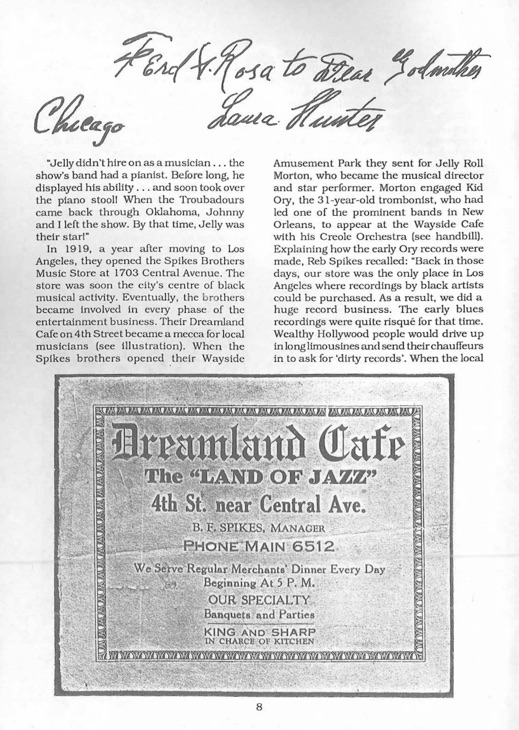 Ferd & Rosa to Dear Godmother
Laura Hunter
Chicago
"Jelly didn't hire on as a musician . . . the
show's band had a pianist. Before long, he
displayed his ability . . . and soon took over
the piano stool! When the Troubadours
came back through Oklahoma, Johnny
and I left the show. By that time, Jelly was
their star!"
In 1919, a year after moving to Los
Angeles, they opened the Spikes Brothers
Music Store at 1703 Central Avenue. The
store was soon the city's centre of black
musical activity. Eventually, the brothers
became involved in every phase of the
entertainment business. Their Dreamland
Cafe on 4th Street became a mecca for local
musicians (see illustration). When the
Spikes brothers opened their Wayside
Amusement Park they sent for Jelly Roll
Morton, who became the musical director
and star performer. Morton engaged Kid
Ory, the 31-year-old trombonist, who had
led one of the prominent bands in New
Orleans, to appear at the Wayside Cafe
with his Creole Orchestra (see handbill).
Explaining how the early Ory records were
made, Reb Spikes recalled: "Back in those
days, our store was the only place in Los
Angeles where recordings by black artists
could be purchased. As a result, we did a
huge record business. The early blues
recordings were quite risqué for that time.
Wealthy Hollywood people would drive up
in long limousines and send their chauffeurs
in to ask for 'dirty records'. When the local
Dreamland Cafe
The "LAND OF JAZZ"
4th St. near Central Ave.
B. F. SPIKES, MANAGER
PHONE MAIN 6512
We Serve Regular Merchants' Dinner Every Day
Beginning At 5 P. M.
OUR SPECIALTY
Banquets and Parties
KING AND SHARP
IN CHARGE OF KITCHEN
8